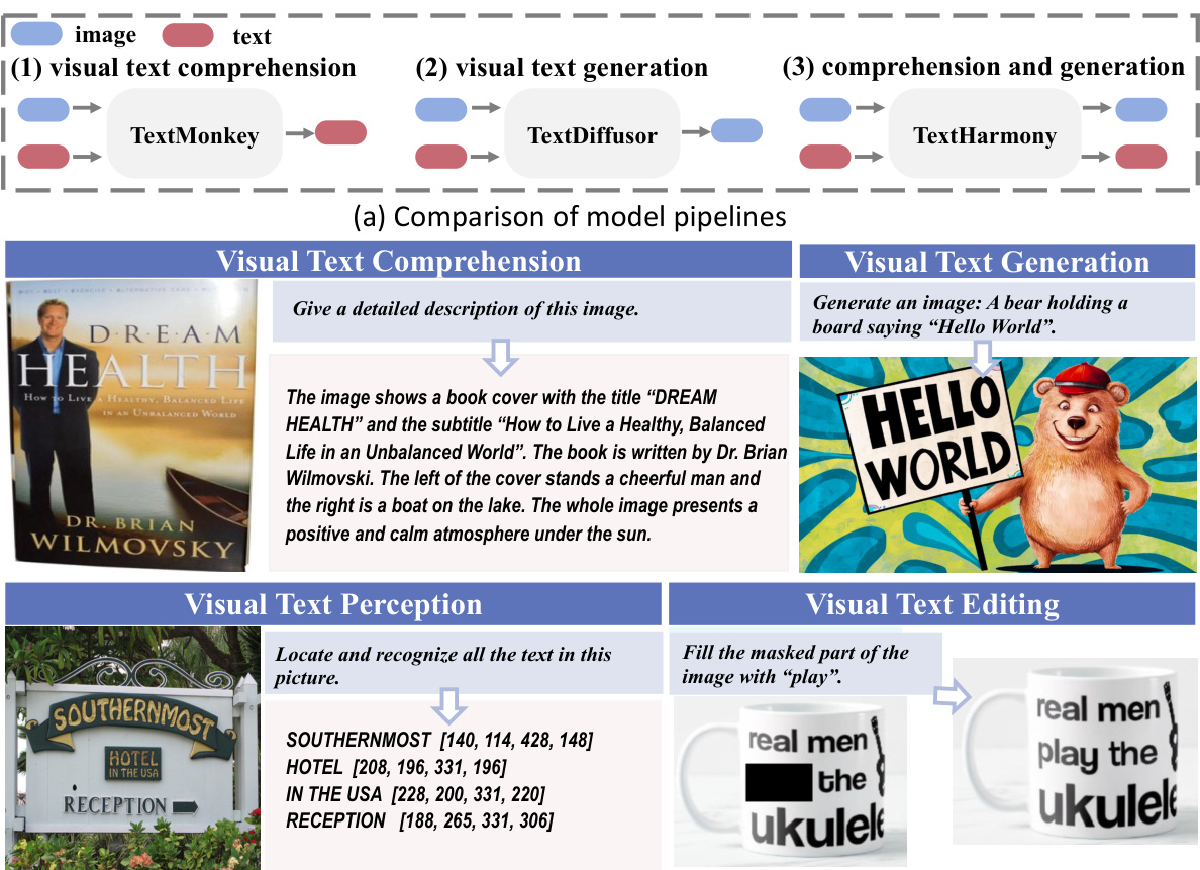 image text
(1) visual text comprehension (2) visual text generation (3) comprehension and generation
TextMonkey TextDiffusor TextHarmony
(a) Comparison of model pipelines
Visual Text Comprehension
D·R·E·A·M
HEALTH
HOW TO LIVE A HEALTHY, BALANCED LIFE
IN AN UNBALANCED WORLD
DR. BRIAN
WILMOVSKY
Give a detailed description of this image.
The image shows a book cover with the title “DREAM
HEALTH” and the subtitle “How to Live a Healthy, Balanced
Life in an Unbalanced World”. The book is written by Dr. Brian
Wilmovski. The left of the cover stands a cheerful man and
the right is a boat on the lake. The whole image presents a
positive and calm atmosphere under the sun.
Visual Text Generation
Generate an image: A bear holding a
board saying “Hello World”.
HELLO
WORLD
Visual Text Perception
SOUTHERNMOST
HOTEL
IN THE USA
RECEPTION
Locate and recognize all the text in this
picture.
SOUTHERNMOST [140, 114, 428, 148]
HOTEL [208, 196, 331, 196]
IN THE USA [228, 200, 331, 220]
RECEPTION [188, 265, 331, 306]
Visual Text Editing
Fill the masked part of the
image with “play”.
real men
the
ukulele
real men
play the
ukulele